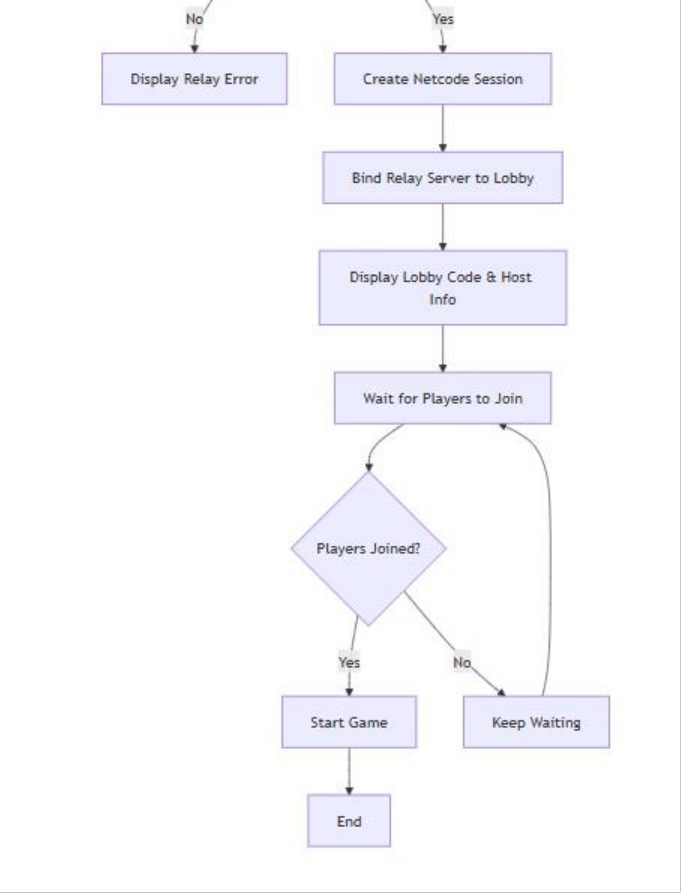 No
Yes
Display Relay Error
Create Netcode Session
Bind Relay Server to Lobby
Display Lobby Code & Host
Info
Wait for Players to Join
Players Joined?
Yes
No
Start Game
Keep Waiting
End